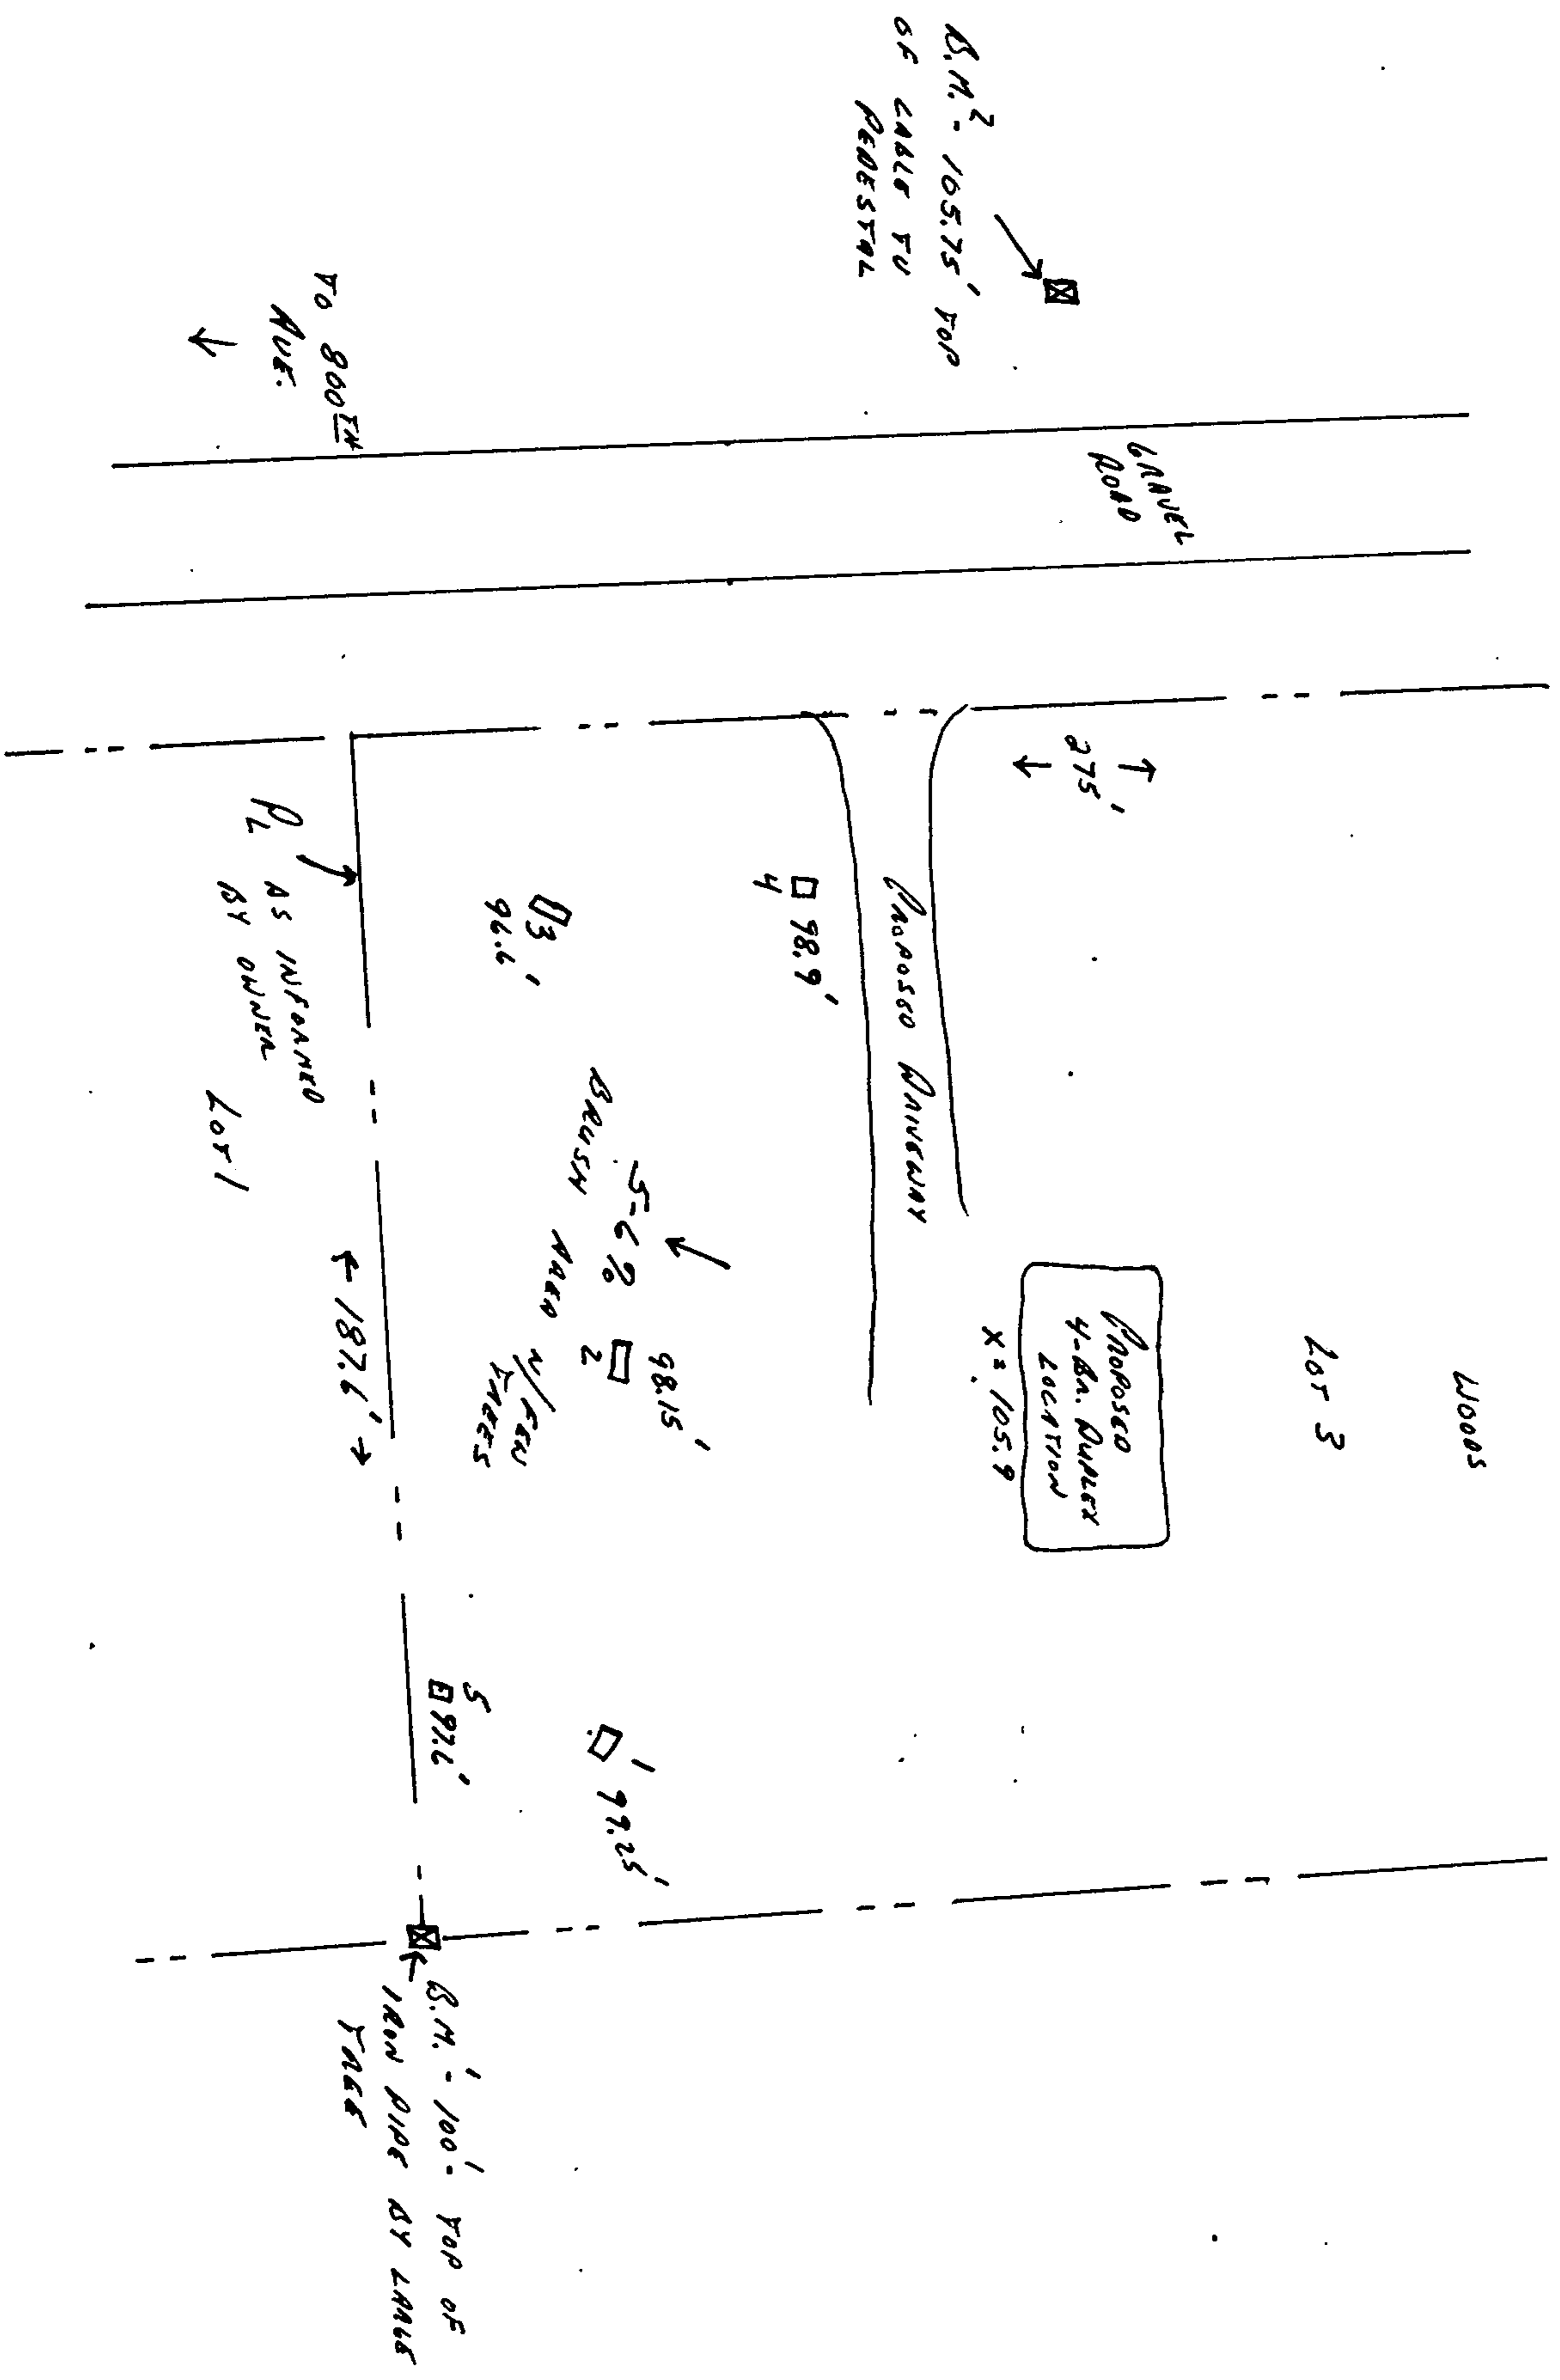 WOODS
LOT 3
PROPOSED
4-BR. DUPLEX
LOCATION
X = 105.9
275'
GRAVEL
ROAD
B.M.2 - 105.75' TOP
OF CABLE TV
PEDESTAL
PROPOSED DRIVEWAY
98.9'
4
98.15'
2
5-6%
BRUSH AREA W/FEW
TREES
3
96.6'
1 99.25'
5
97.6'
TO 800TH
AVE.
PL AS INFORMED
BY OWNER
187.6'
LOT 1
B.M.1 - 100' - TOP OF
IRON PIPE BY LARGE
TREE